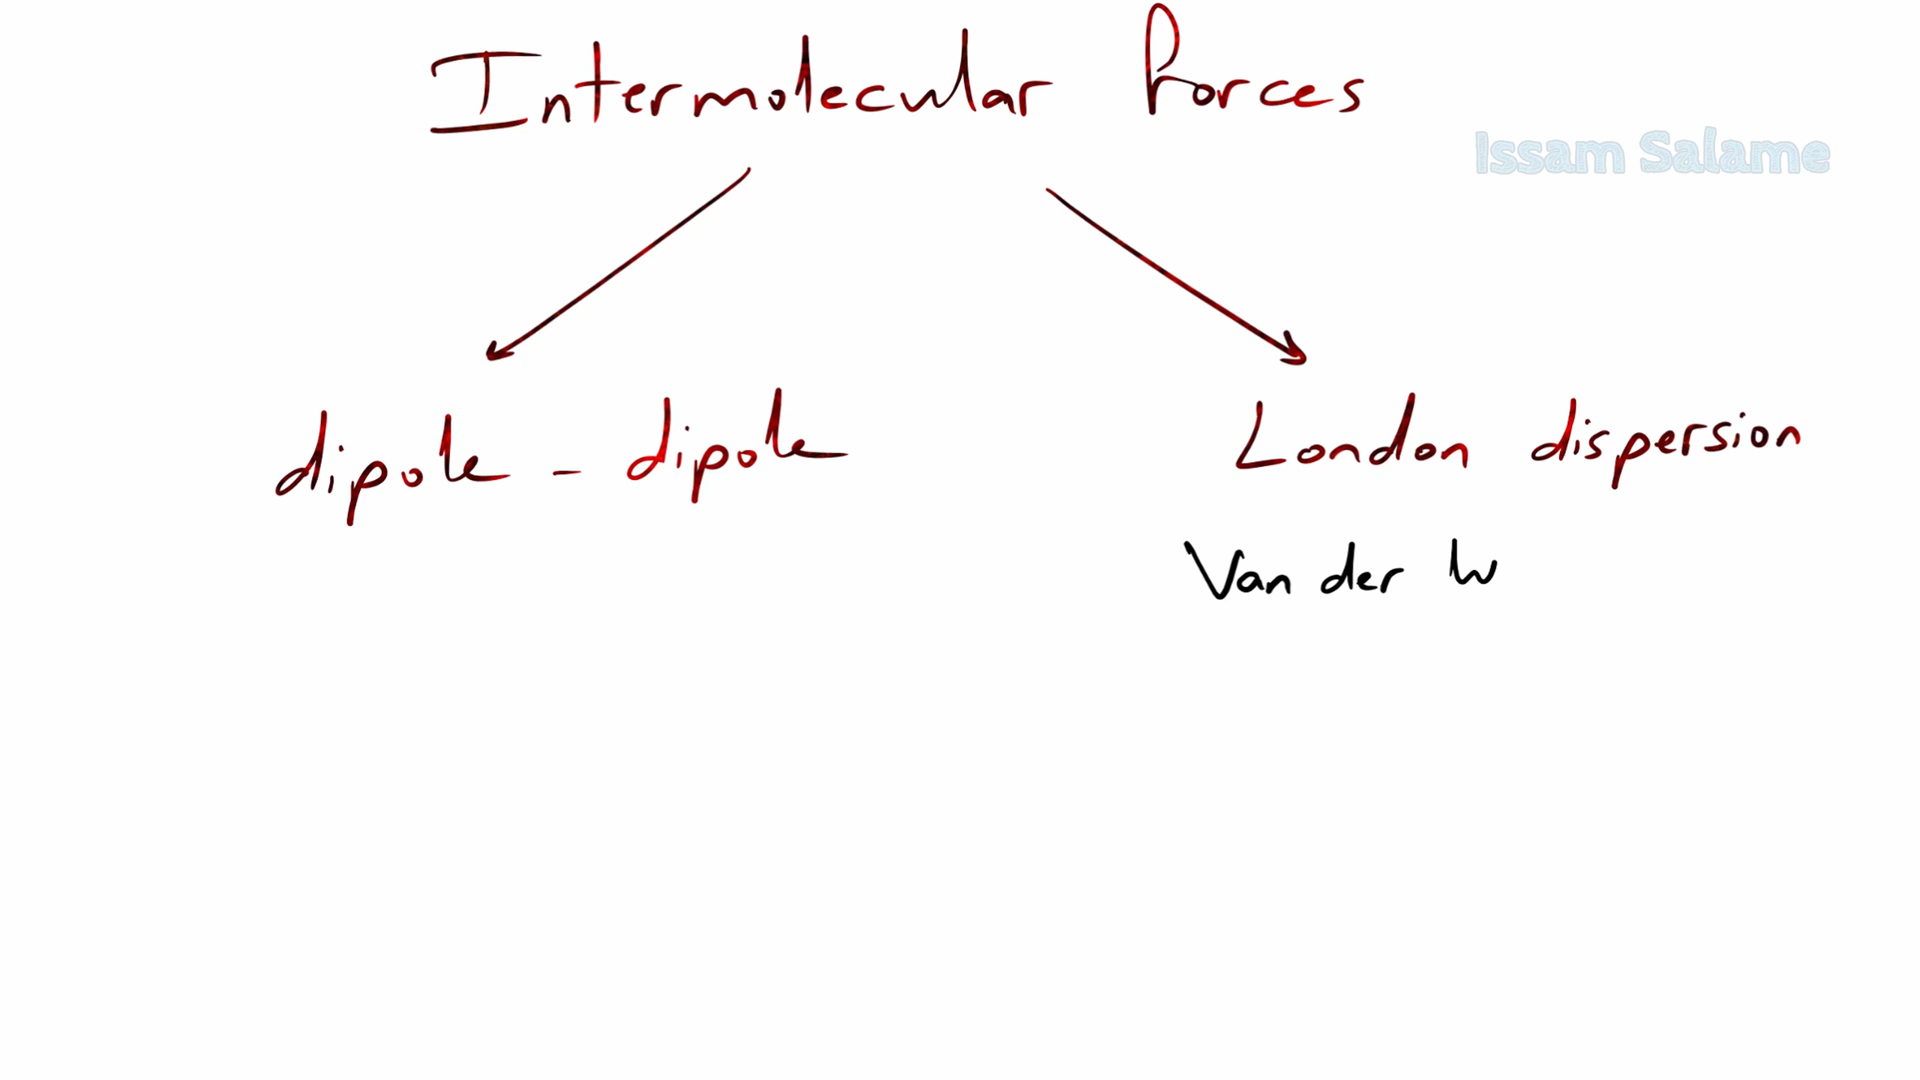 Intermolecular forces
Issam Salame
dipole - dipole
London dispersion
Van der W